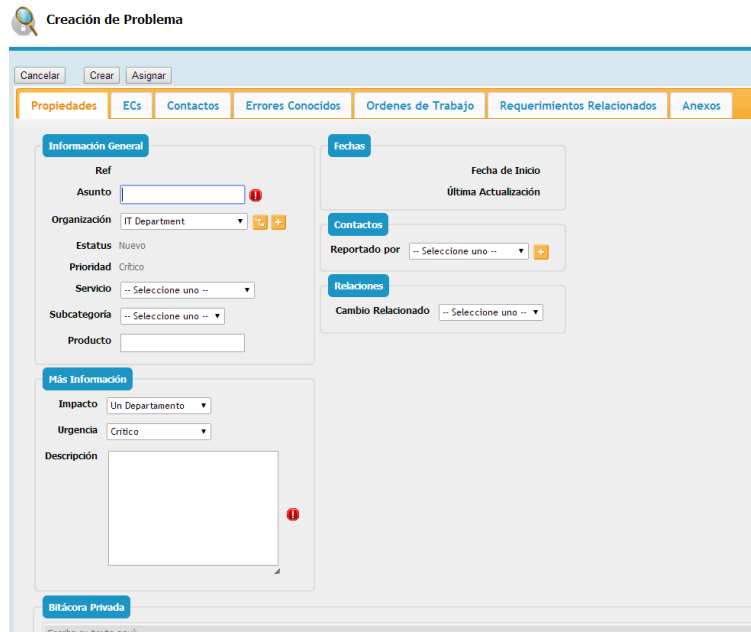 Creación de Problema
Cancelar Crear Asignar
Propiedades ECs Contactos Errores Conocidos Ordenes de Trabajo Requerimientos Relacionados Anexos
Información General
Ref
Asunto
Organización IT Department
Estatus Nuevo
Prioridad Crítico
Servicio -- Seleccione uno --
Subcategoría -- Seleccione uno --
Producto
Fechas
Fecha de Inicio
Última Actualización
Contactos
Reportado por -- Seleccione uno --
Relaciones
Cambio Relacionado -- Seleccione uno --
Más Información
Impacto Un Departamento
Urgencia Crítico
Descripción
Bitácora Privada